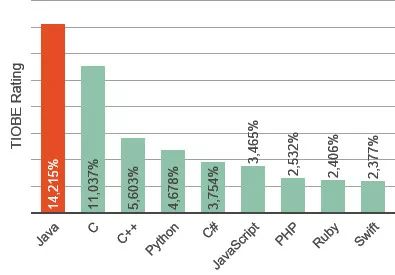 TIOBE Rating
14,215%
11,037%
5,603%
4,678%
3,754%
3,465%
2,532%
2,406%
2,377%
Java
C
C++
Python
C#
JavaScript
PHP
Ruby
Swift